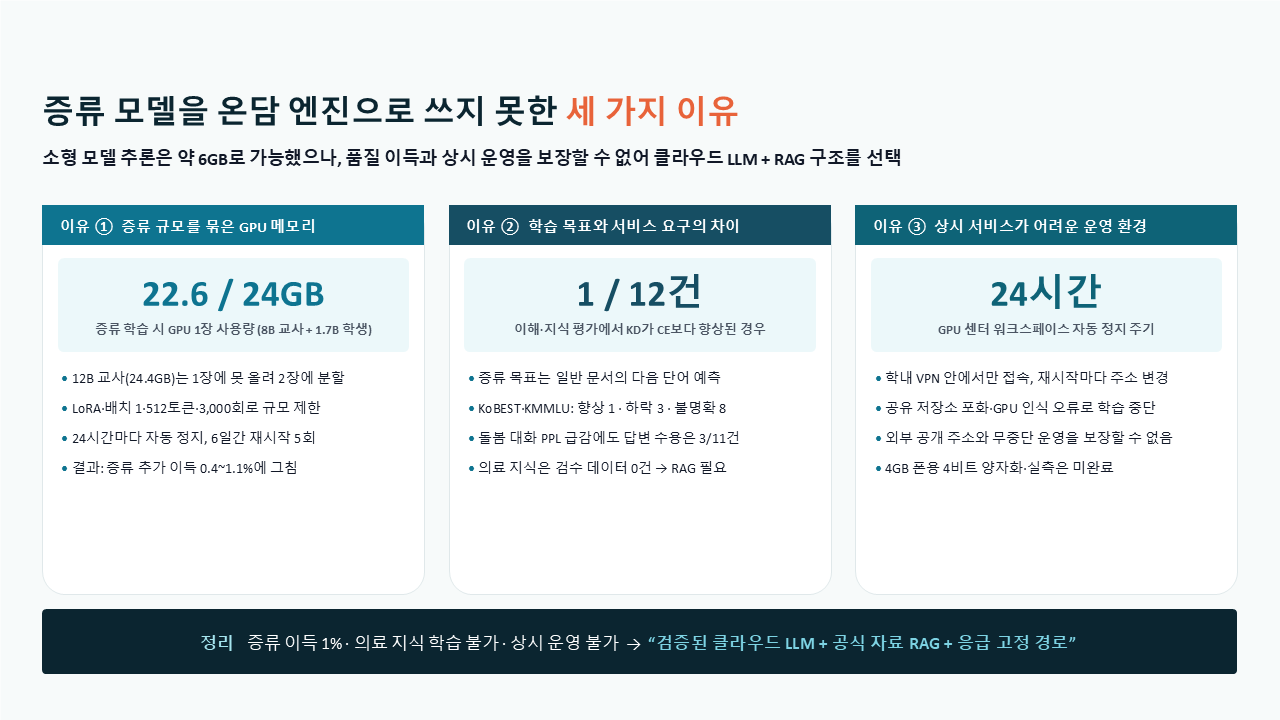 증류 모델을 온담 엔진으로 쓰지 못한 세 가지 이유
소형 모델 추론은 약 6GB로 가능했으나, 품질 이득과 상시 운영을 보장할 수 없어 클라우드 LLM + RAG 구조를 선택
이유 ① 증류 규모를 묶은 GPU 메모리
22.6 / 24GB
증류 학습 시 GPU 1장 사용량 (8B 교사 + 1.7B 학생)
• 12B 교사(24.4GB)는 1장에 못 올려 2장에 분할
• LoRA·배치 1·512토큰·3,000회로 규모 제한
• 24시간마다 자동 정지, 6일간 재시작 5회
• 결과: 증류 추가 이득 0.4~1.1%에 그침
이유 ② 학습 목표와 서비스 요구의 차이
1 / 12건
이해·지식 평가에서 KD가 CE보다 향상된 경우
• 증류 목표는 일반 문서의 다음 단어 예측
• KoBEST·KMMLU: 향상 1 · 하락 3 · 불명확 8
• 돌봄 대화 PPL 급감에도 답변 수용은 3/11건
• 의료 지식은 검수 데이터 0건 → RAG 필요
이유 ③ 상시 서비스가 어려운 운영 환경
24시간
GPU 센터 워크스페이스 자동 정지 주기
• 학내 VPN 안에서만 접속, 재시작마다 주소 변경
• 공유 저장소 포화·GPU 인식 오류로 학습 중단
• 외부 공개 주소와 무중단 운영을 보장할 수 없음
• 4GB 폰용 4비트 양자화·실측은 미완료
정리 증류 이득 1% · 의료 지식 학습 불가 · 상시 운영 불가 → “검증된 클라우드 LLM + 공식 자료 RAG + 응급 고정 경로”